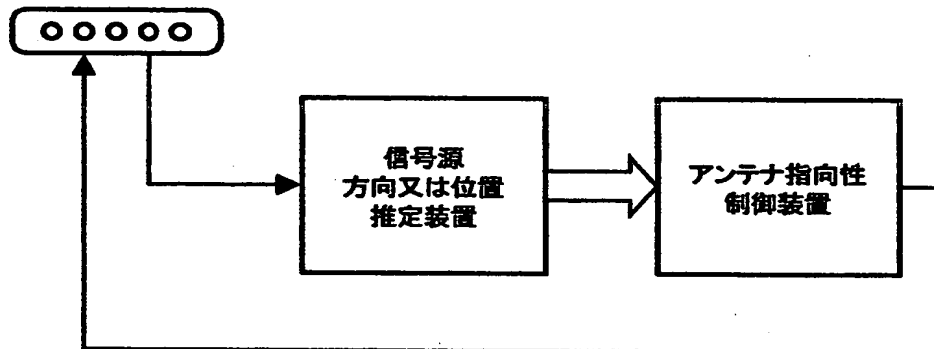 信号源
方向又は位置
推定装置
アンテナ指向性
制御装置